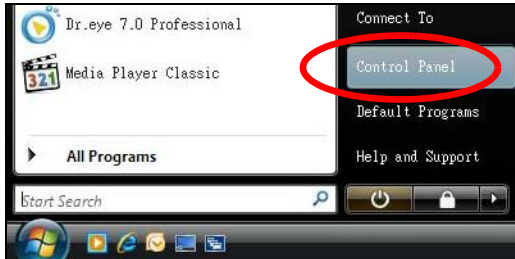 Dr.eye 7.0 Professional
321
Media Player Classic
All Programs
Start Search
Connect To
Control Panel
Default Programs
Help and Support